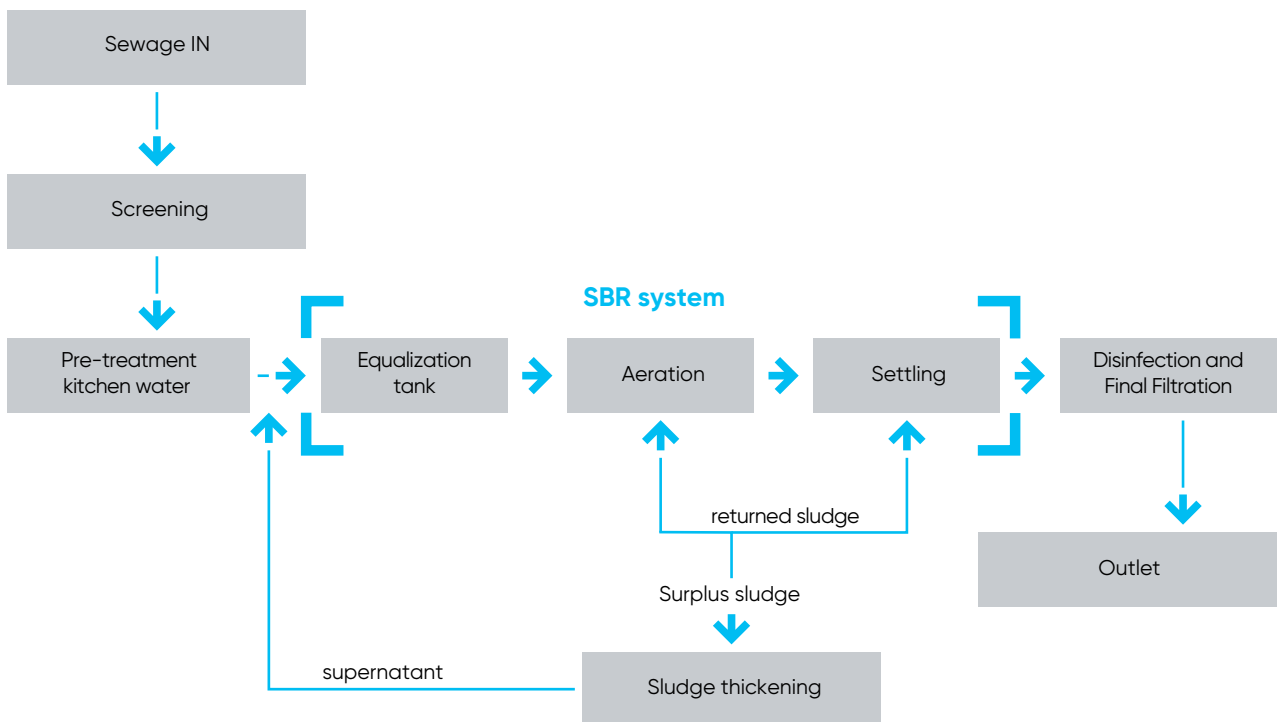 Sewage IN
Screening
SBR system
Pre-treatment
kitchen water
Equalization
tank
Aeration
Settling
Disinfection and
Final Filtration
returned sludge
Outlet
Surplus sludge
supernatant
Sludge thickening